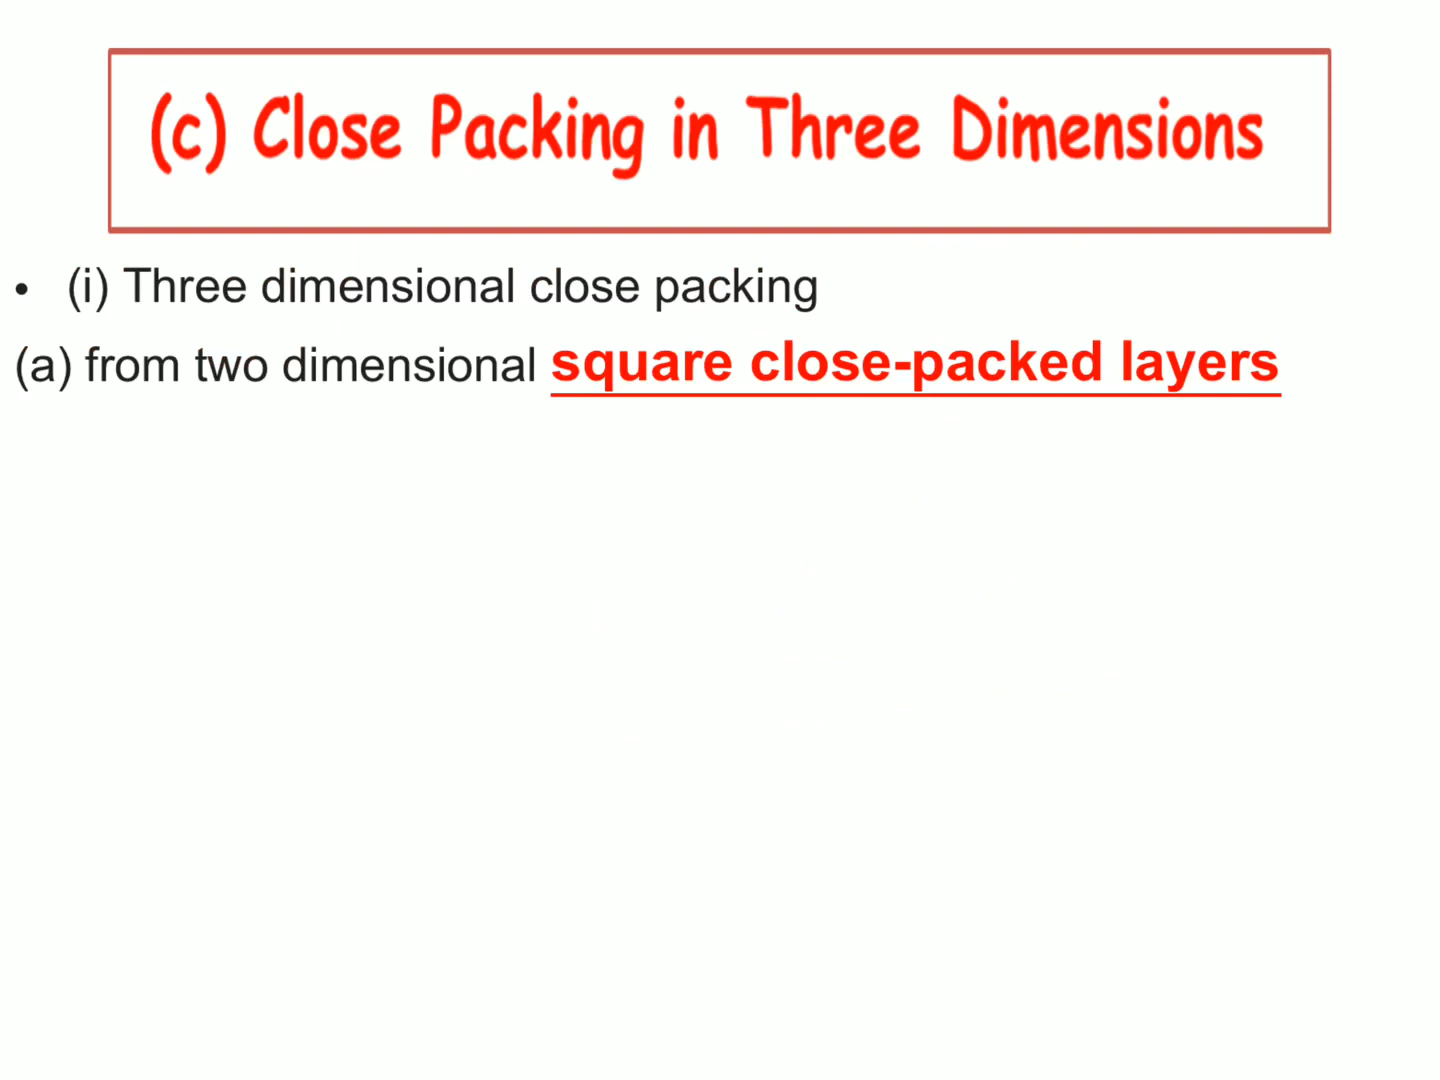 (c) Close Packing in Three Dimensions
• (i) Three dimensional close packing
(a) from two dimensional square close-packed layers